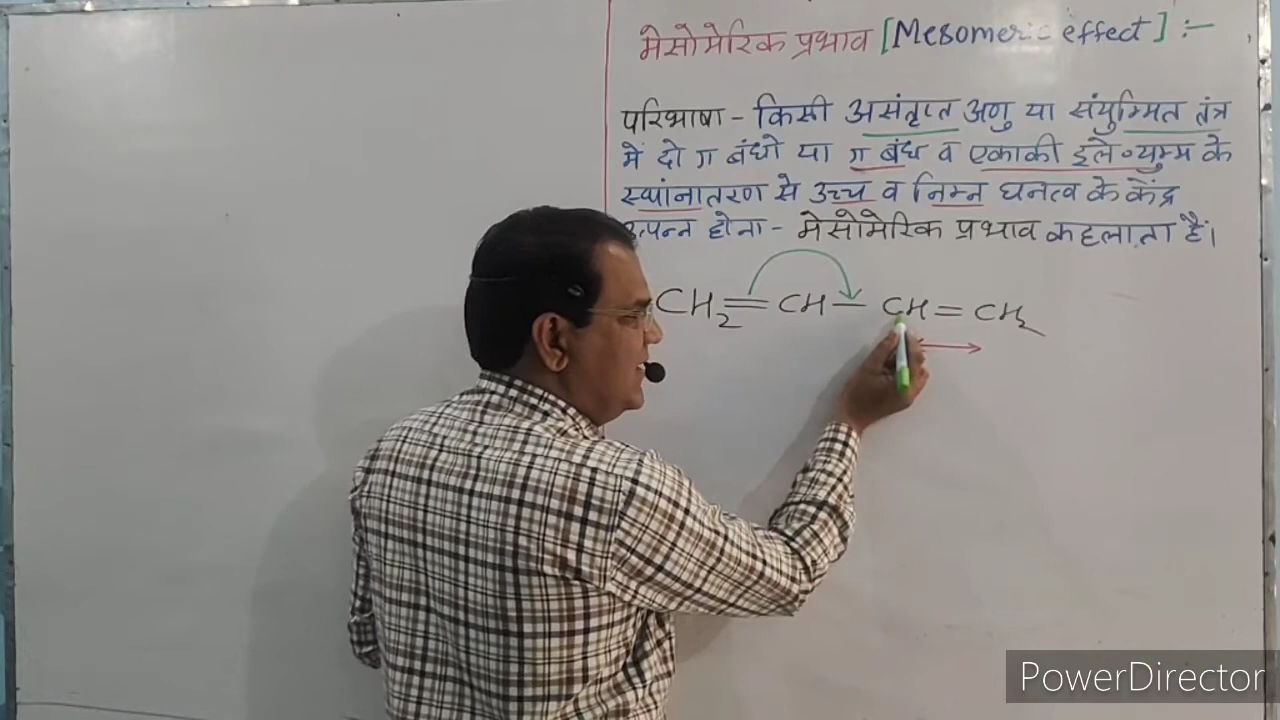 मेसोमेरिक प्रभाव [Mesomeric effect] :-
परिभाषा - किसी असंतृप्त अणु या संयुग्मित तंत्र
में दो π बंधो या π बंध व एकाकी इले॰युग्म के
स्थांनातरण से उच्च व निम्न घनत्व के केंद्र
उत्पन्न होना - मेसोमेरिक प्रभाव कहलाता है।
CH₂=CH-CH=CH₂
PowerDirector